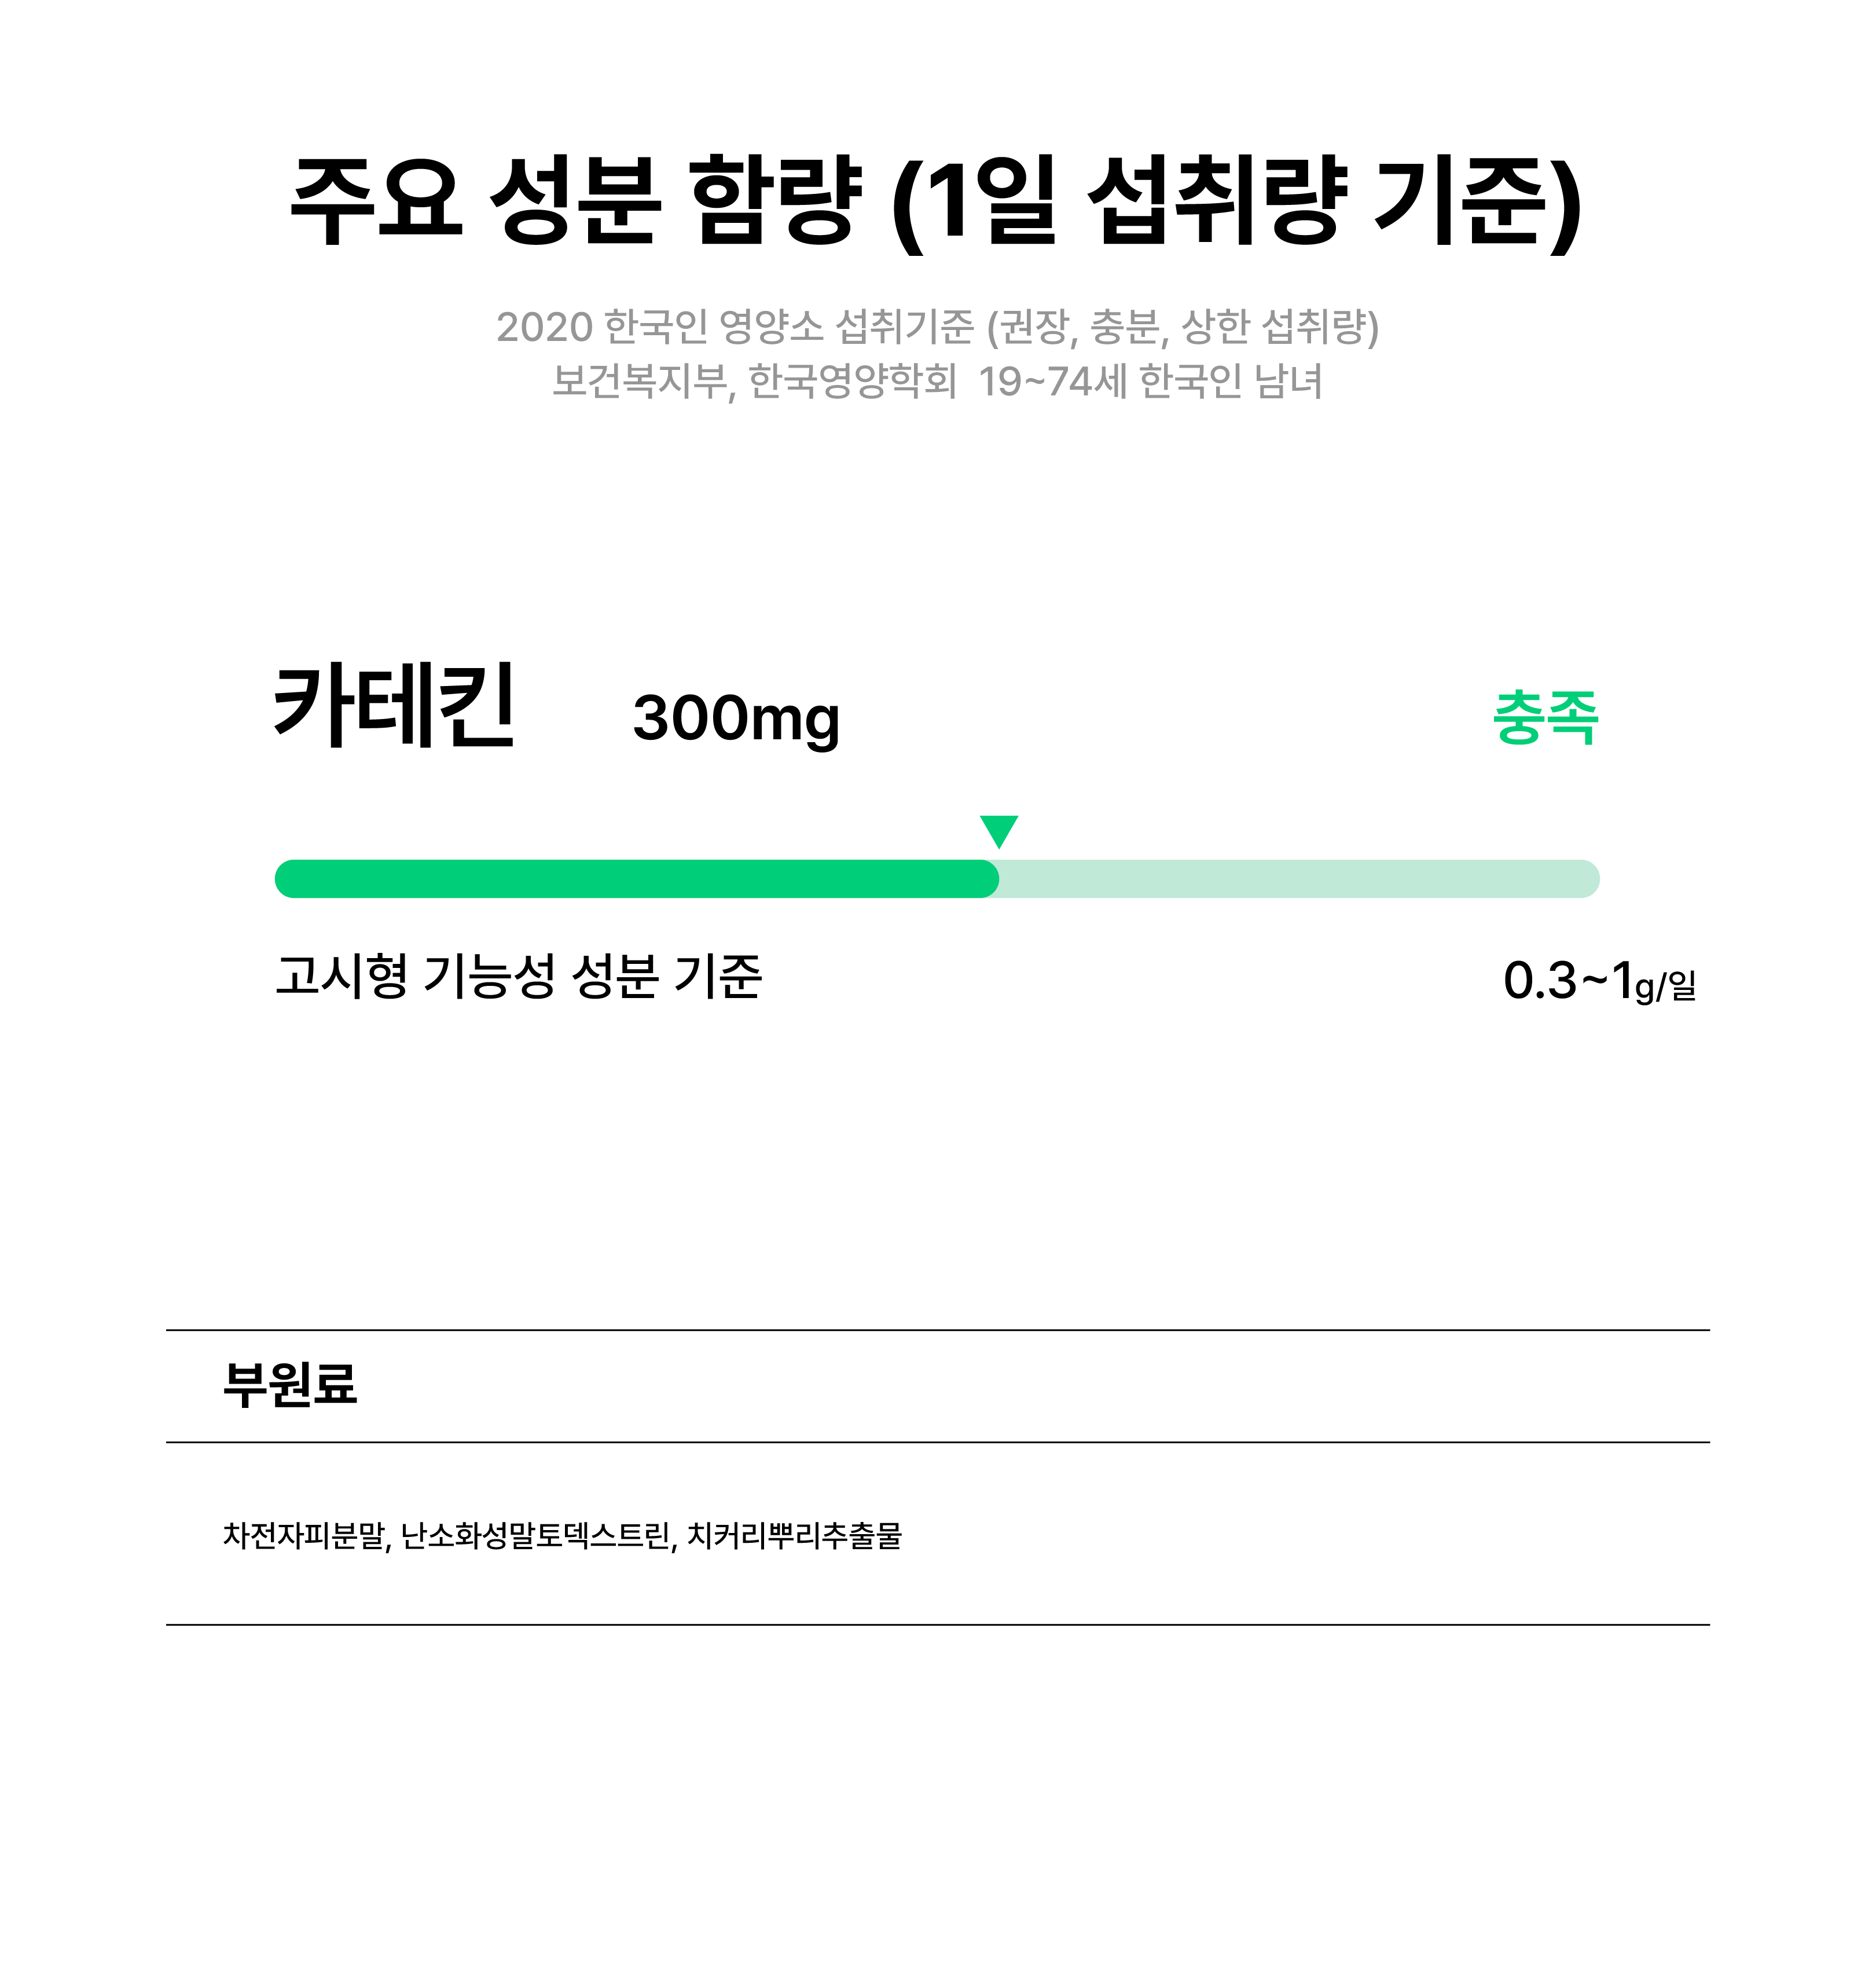 주요 성분 함량 (1일 섭취량 기준)
2020 한국인 영양소 섭취기준 (권장, 충분, 상한 섭취량)
보건복지부, 한국영양학회 19~74세 한국인 남녀
카테킨 300mg 충족
고시형 기능성 성분 기준 0.3~1g/일
부원료
차전자피분말, 난소화성말토덱스트린, 치커리뿌리추출물